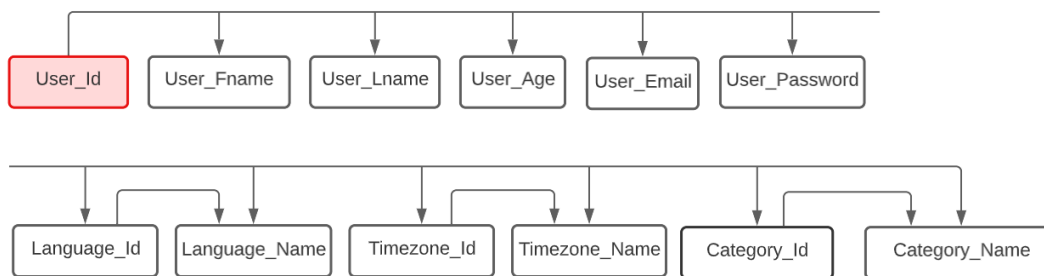 User_Id User_Fname User_Lname User_Age User_Email User_Password
Language_Id Language_Name Timezone_Id Timezone_Name Category_Id Category_Name